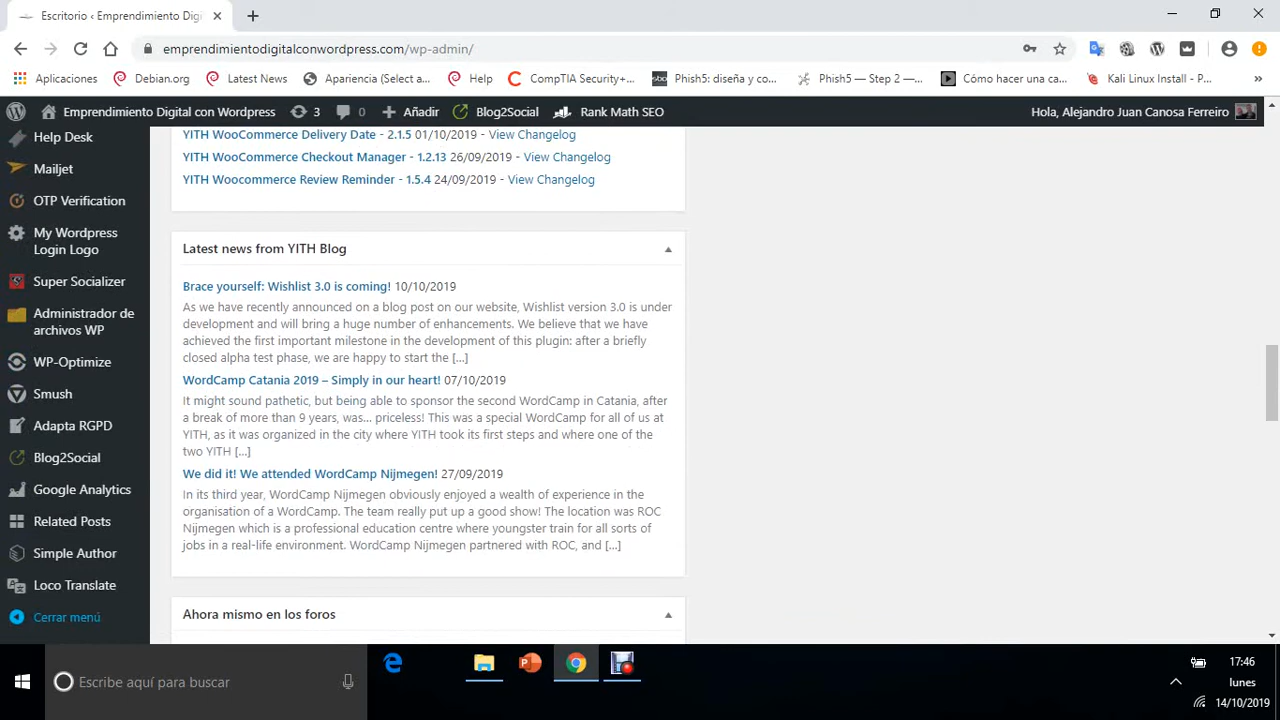 Escritorio ‹ Emprendimiento Digi
emprendimientodigitalconwordpress.com/wp-admin/
Aplicaciones Debian.org Latest News Apariencia (Select a... Help CompTIA Security+... Phish5: diseña y co... Phish5 — Step 2 —... Cómo hacer una ca... Kali Linux Install - P... »
Emprendimiento Digital con Wordpress 3 0 Añadir Blog2Social Rank Math SEO Hola, Alejandro Juan Canosa Ferreiro
Help Desk
Mailjet
OTP Verification
My Wordpress
Login Logo
Super Socializer
Administrador de
archivos WP
WP-Optimize
Smush
Adapta RGPD
Blog2Social
Google Analytics
Related Posts
Simple Author
Loco Translate
Cerrar menú
YITH WooCommerce Delivery Date - 2.1.5 01/10/2019 - View Changelog
YITH WooCommerce Checkout Manager - 1.2.13 26/09/2019 - View Changelog
YITH Woocommerce Review Reminder - 1.5.4 24/09/2019 - View Changelog
Latest news from YITH Blog
Brace yourself: Wishlist 3.0 is coming! 10/10/2019
As we have recently announced on a blog post on our website, Wishlist version 3.0 is under
development and will bring a huge number of enhancements. We believe that we have
achieved the first important milestone in the development of this plugin: after a briefly
closed alpha test phase, we are happy to start the [...]
WordCamp Catania 2019 – Simply in our heart! 07/10/2019
It might sound pathetic, but being able to sponsor the second WordCamp in Catania, after
a break of more than 9 years, was... priceless! This was a special WordCamp for all of us at
YITH, as it was organized in the city where YITH took its first steps and where one of the
two YITH [...]
We did it! We attended WordCamp Nijmegen! 27/09/2019
In its third year, WordCamp Nijmegen obviously enjoyed a wealth of experience in the
organisation of a WordCamp. The team really put up a good show! The location was ROC
Nijmegen which is a professional education centre where youngster train for all sorts of
jobs in a real-life environment. WordCamp Nijmegen partnered with ROC, and [...]
Ahora mismo en los foros
Escribe aquí para buscar
17:46
lunes
14/10/2019